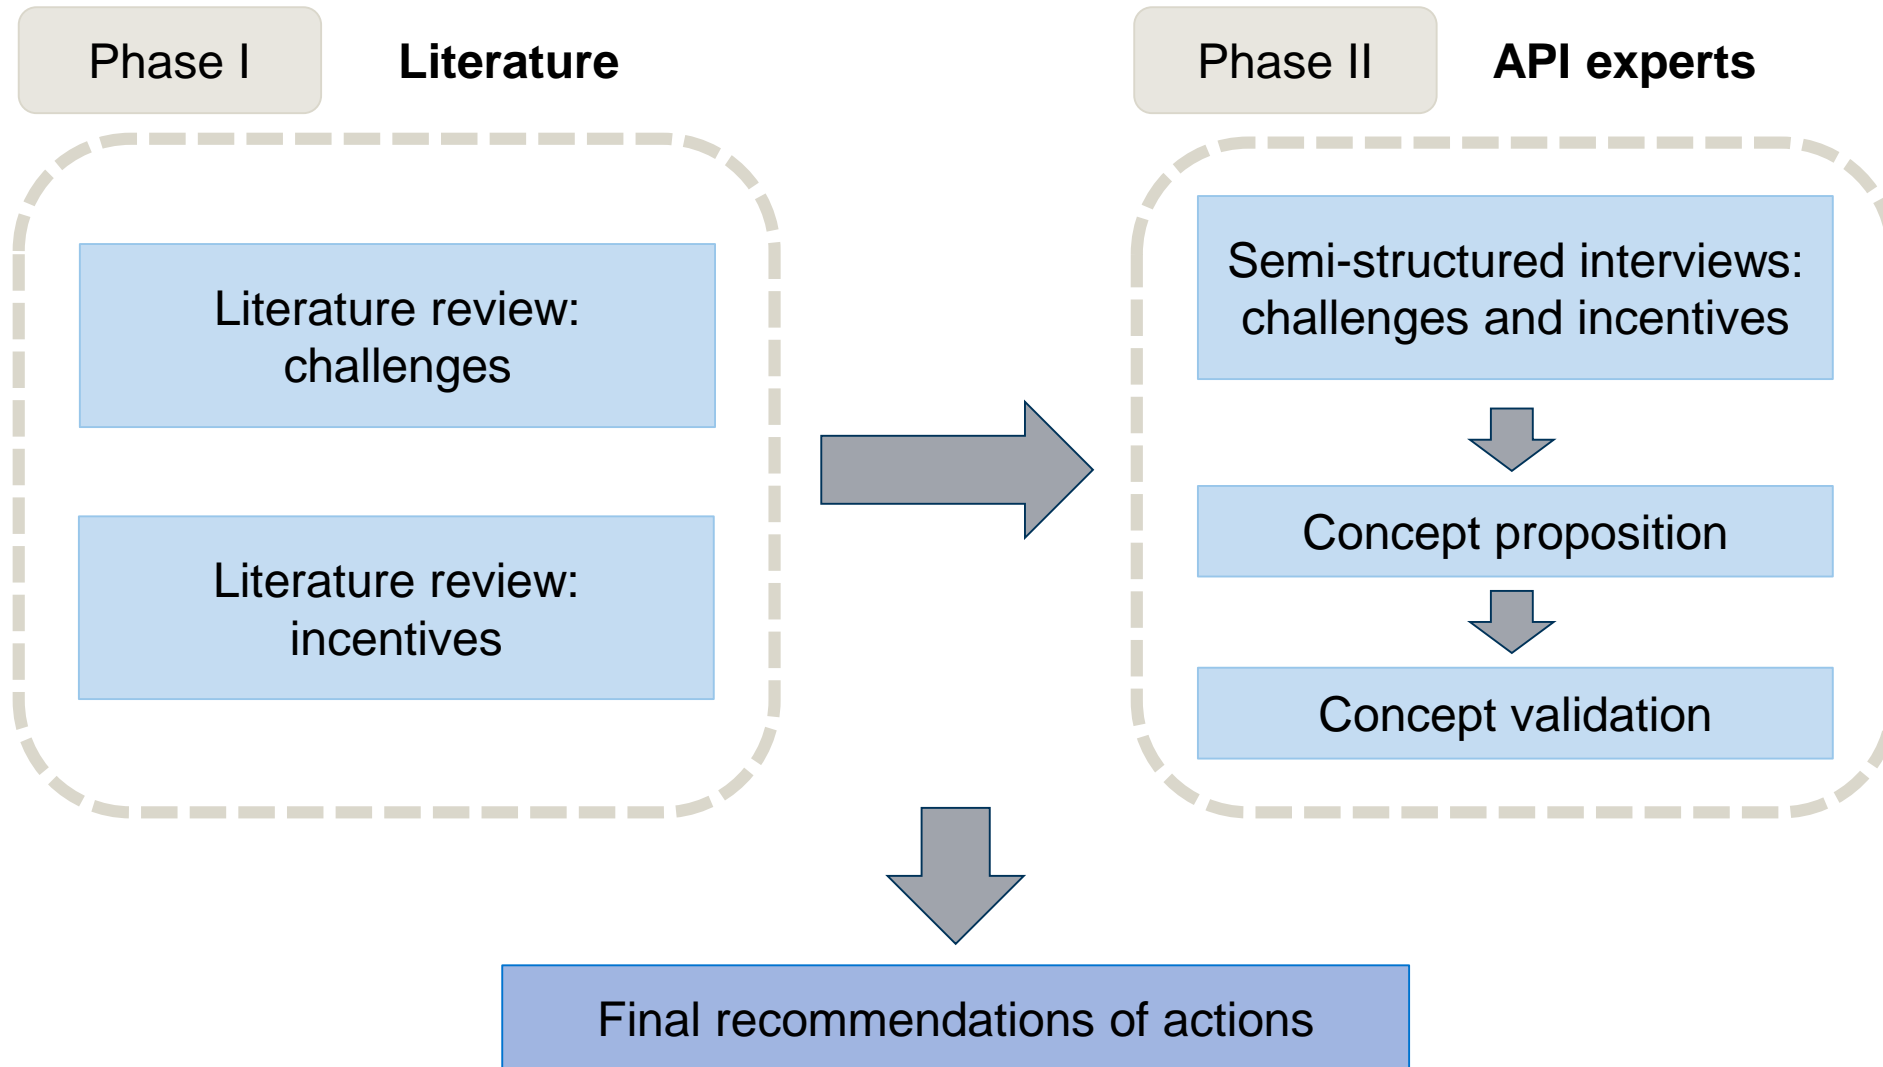 Phase I
Literature
Literature review:
challenges
Literature review:
incentives
Phase II
API experts
Semi-structured interviews:
challenges and incentives
Concept proposition
Concept validation
Final recommendations of actions